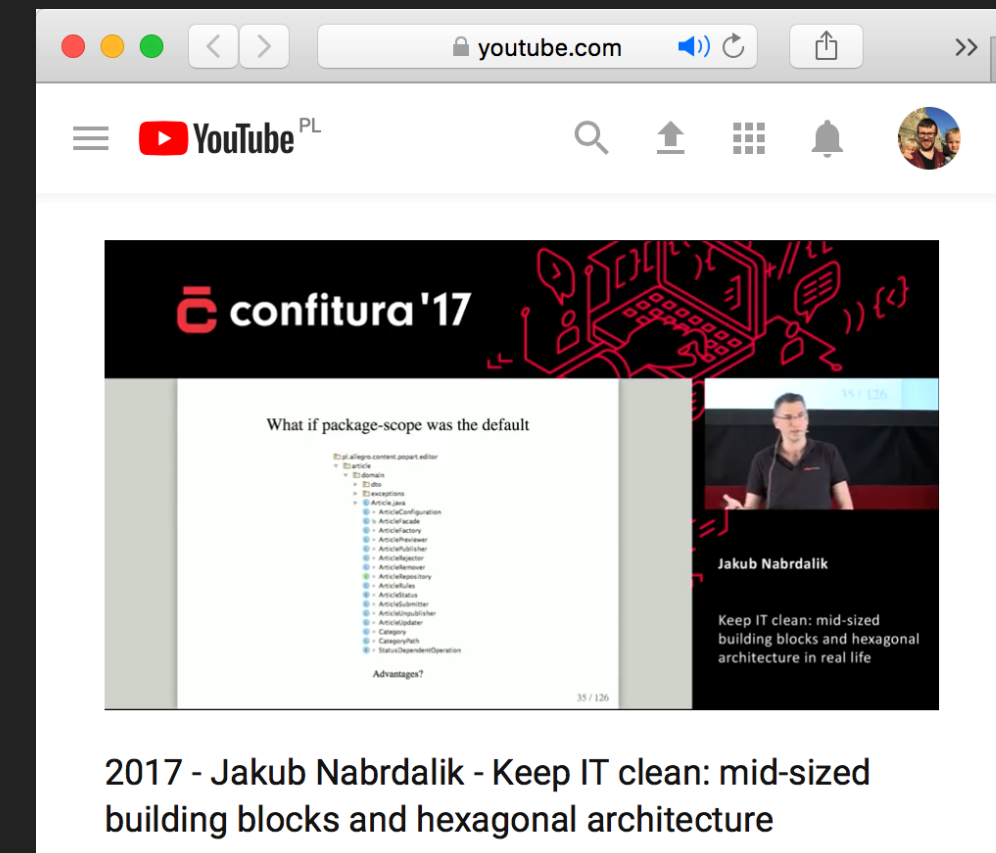 youtube.com
YouTube PL
confitura '17
What if package-scope was the default
35 / 126
pl.allegro.content.popart.editor
article
domain
dto
exceptions
Article.java
ArticleConfiguration
ArticleFacade
ArticleFactory
ArticlePreviewer
ArticlePublisher
ArticleRejector
ArticleRemover
ArticleRepository
ArticleRules
ArticleStatus
ArticleSubmitter
ArticleUnpublisher
ArticleUpdater
Category
CategoryPath
StatusDependentOperation
Advantages?
35 / 126
Jakub Nabrdalik
Keep IT clean: mid-sized
building blocks and hexagonal
architecture in real life
2017 - Jakub Nabrdalik - Keep IT clean: mid-sized
building blocks and hexagonal architecture